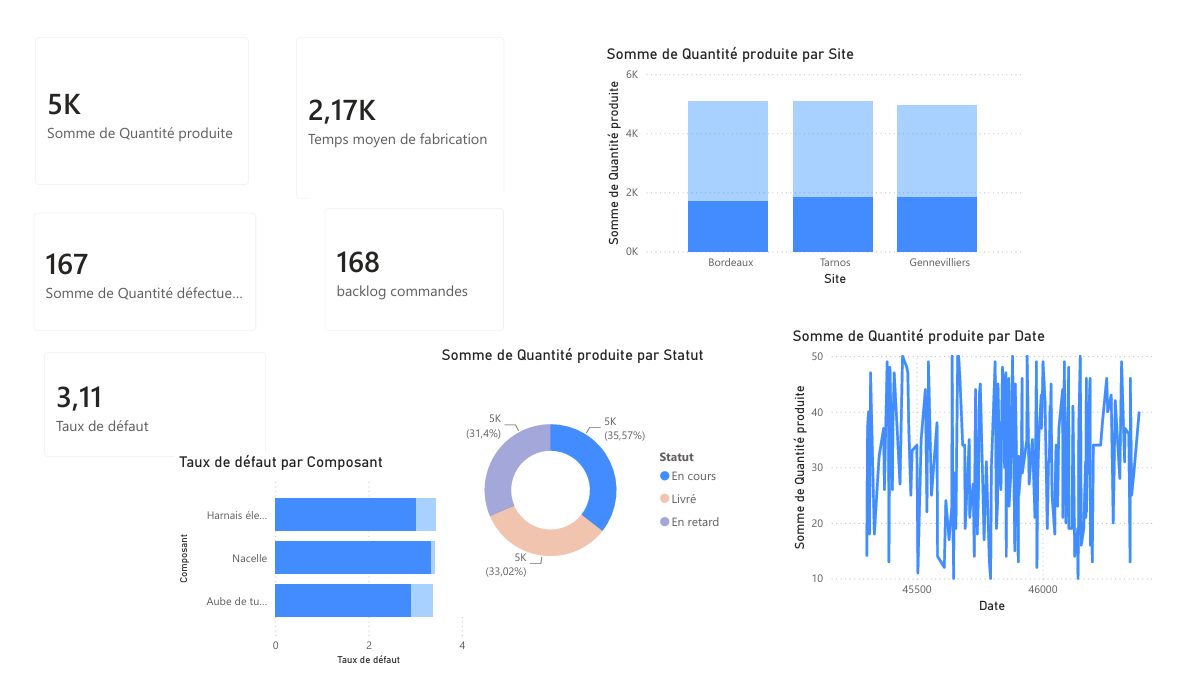 5K
Somme de Quantité produite
2,17K
Temps moyen de fabrication
167
Somme de Quantité défectue...
168
backlog commandes
3,11
Taux de défaut
Somme de Quantité produite par Site
Somme de Quantité produite
6K
4K
2K
0K
Bordeaux
Tarnos
Gennevilliers
Site
Somme de Quantité produite par Statut
5K
(31,4%)
5K
(35,57%)
5K
(33,02%)
Statut
En cours
Livré
En retard
Somme de Quantité produite par Date
Somme de Quantité produite
50
40
30
20
10
45500
46000
Date
Taux de défaut par Composant
Composant
Harnais éle...
Nacelle
Aube de tu...
0
2
4
Taux de défaut